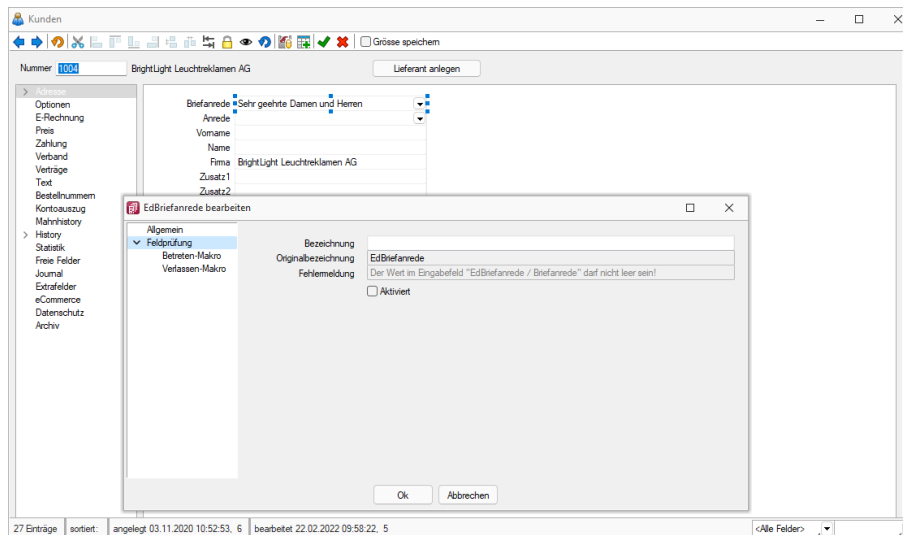 Kunden
Grösse speichern
Nummer 1004 BrightLight Leuchtreklamen AG Lieferant anlegen
Adresse
Optionen
E-Rechnung
Preis
Zahlung
Verband
Verträge
Text
Bestellnummern
Kontoauszug
Mahnhistory
History
Statistik
Freie Felder
Journal
Extrafelder
eCommerce
Datenschutz
Archiv
Briefanrede Sehr geehrte Damen und Herren
Anrede
Vorname
Name
Firma BrightLight Leuchtreklamen AG
Zusatz1
Zusatz2
EdBriefanrede bearbeiten
Allgemein
Feldprüfung
Betreten-Makro
Verlassen-Makro
Bezeichnung
Originalbezeichnung EdBriefanrede
Fehlermeldung Der Wert im Eingabefeld "EdBriefanrede / Briefanrede" darf nicht leer sein!
Aktiviert
Ok Abbrechen
27 Einträge sortiert: angelegt 03.11.2020 10:52:53, 6 bearbeitet 22.02.2022 09:58:22, 5 <Alle Felder>